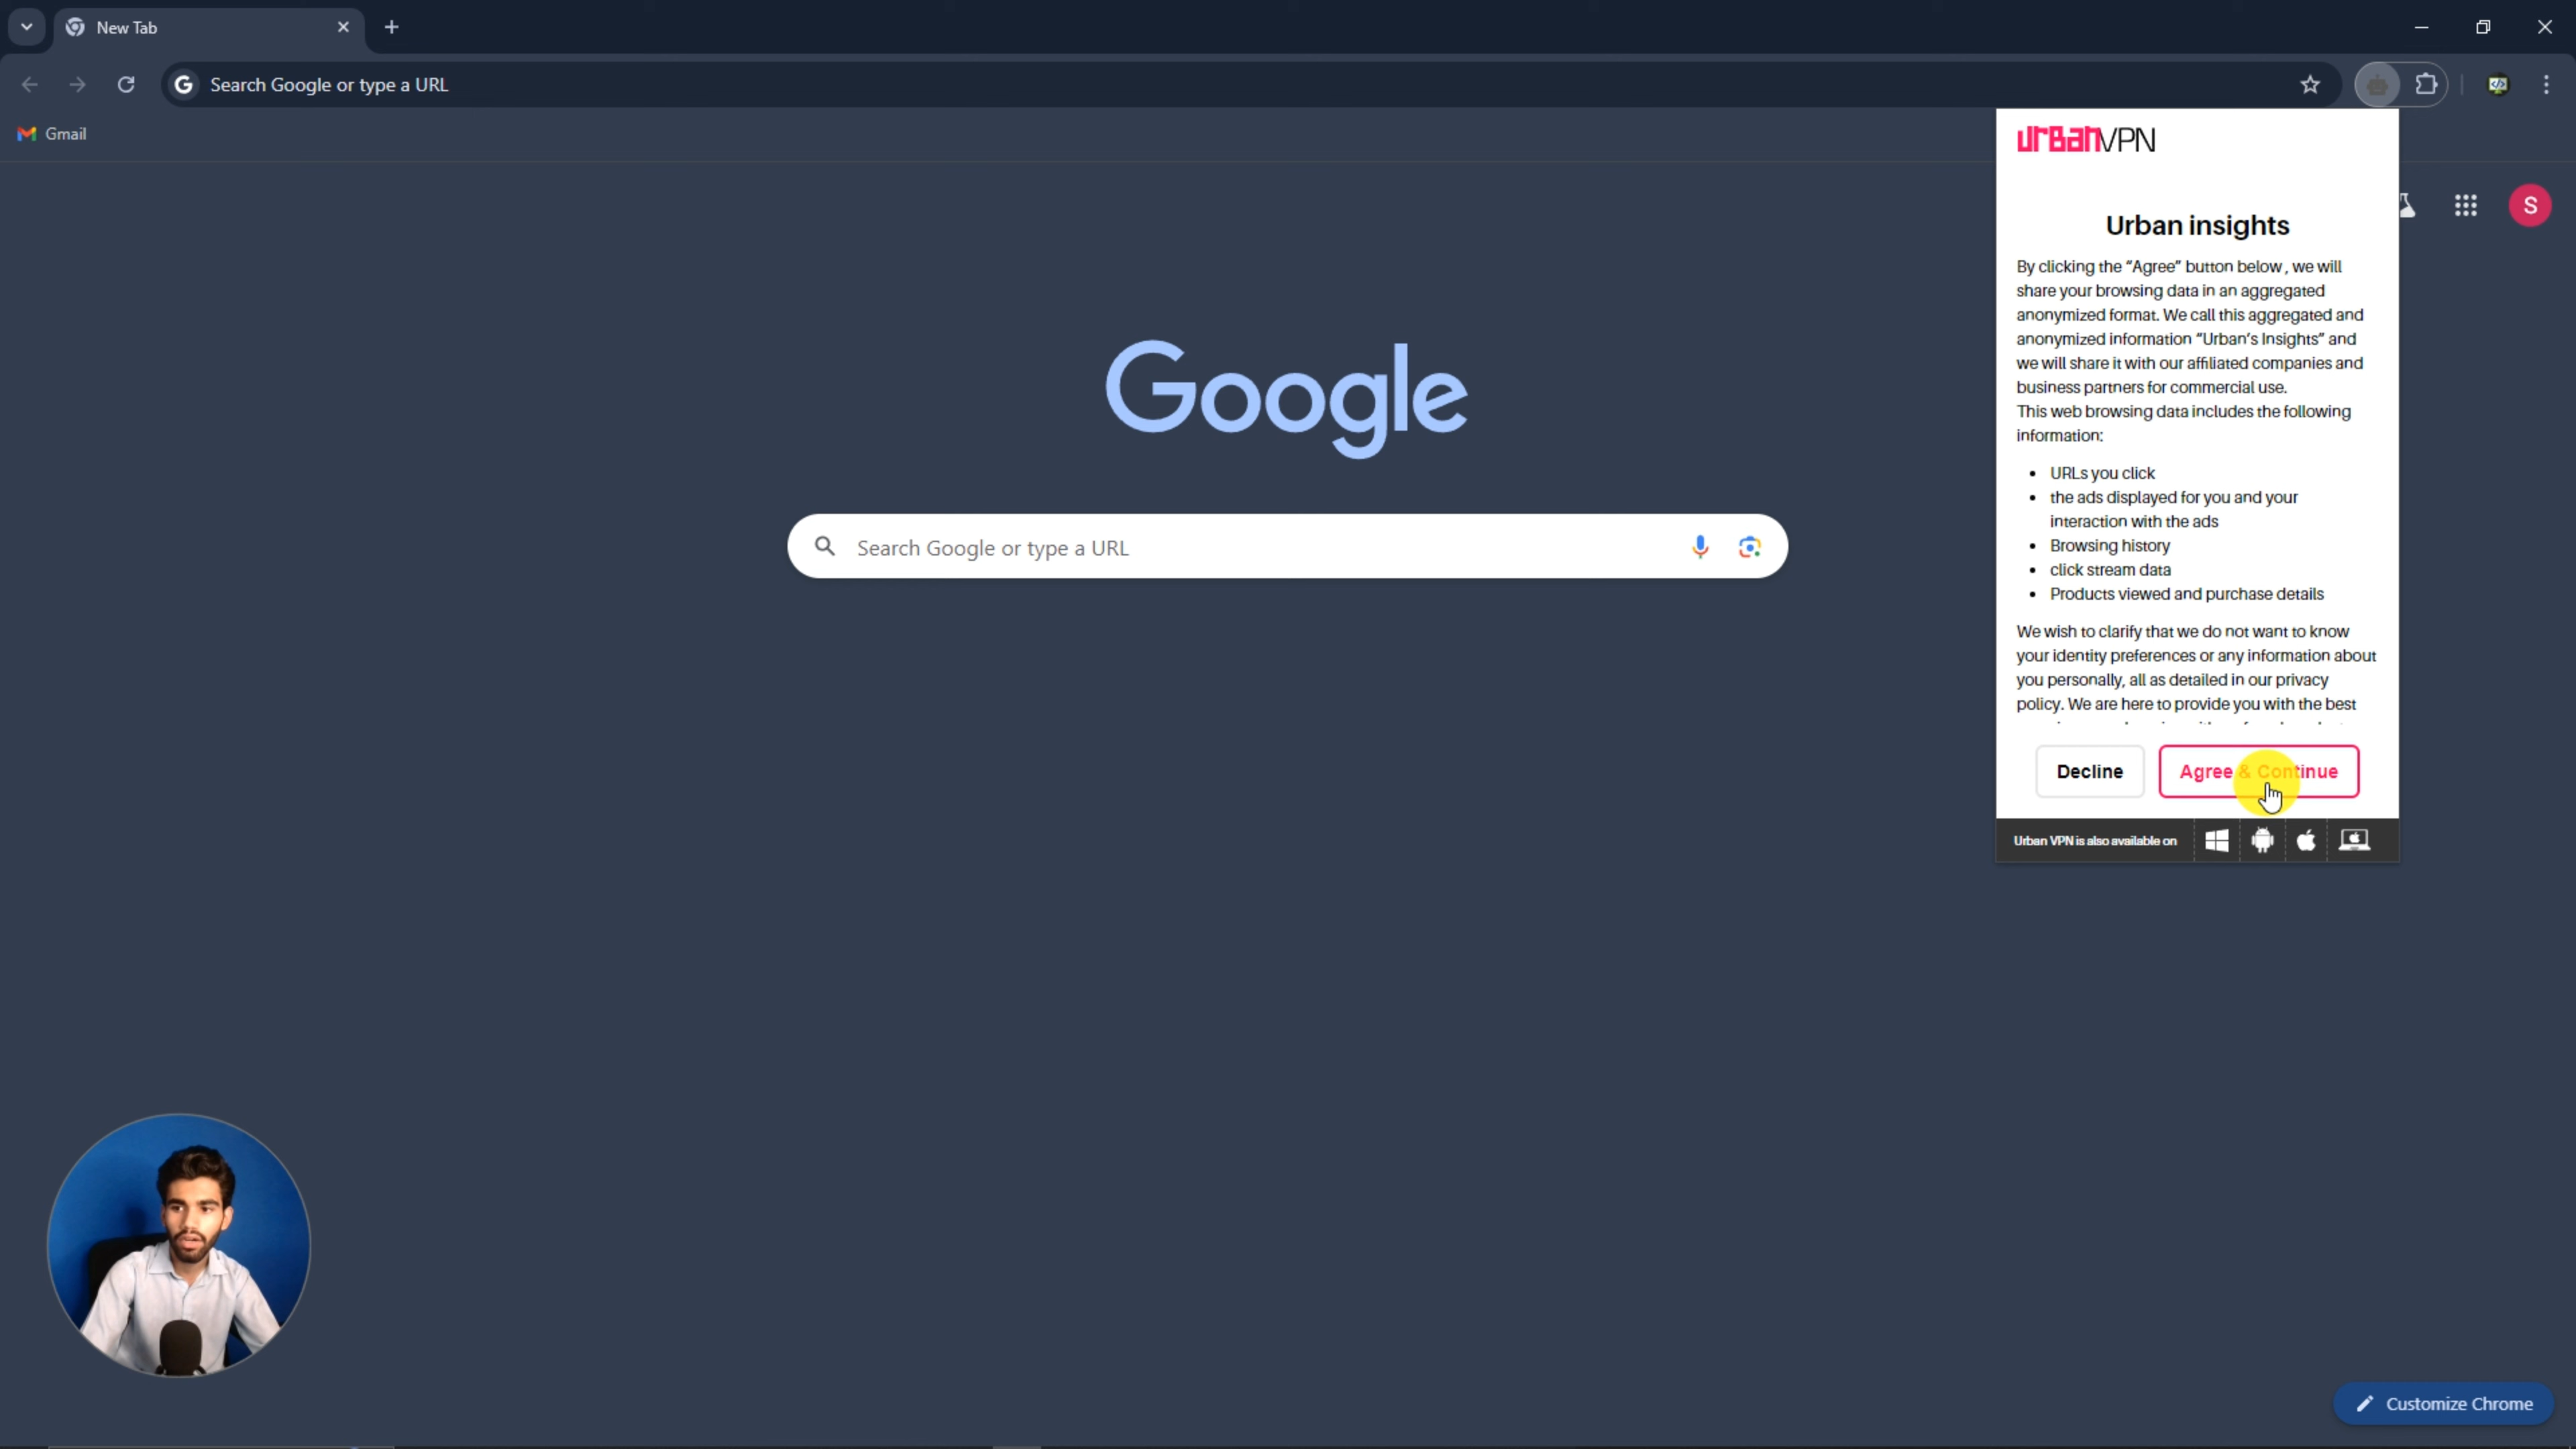 New Tab
Search Google or type a URL
Gmail
urbanVPN
S
Urban insights
By clicking the “Agree” button below , we will
share your browsing data in an aggregated
anonymized format. We call this aggregated and
anonymized information “Urban’s Insights” and
we will share it with our affiliated companies and
business partners for commercial use.
This web browsing data includes the following
information:
• URLs you click
• the ads displayed for you and your
interaction with the ads
• Browsing history
• click stream data
• Products viewed and purchase details
We wish to clarify that we do not want to know
your identity preferences or any information about
you personally, all as detailed in our privacy
policy. We are here to provide you with the best
Decline
Agree & Continue
Urban VPN is also available on
Google
Search Google or type a URL
Customize Chrome